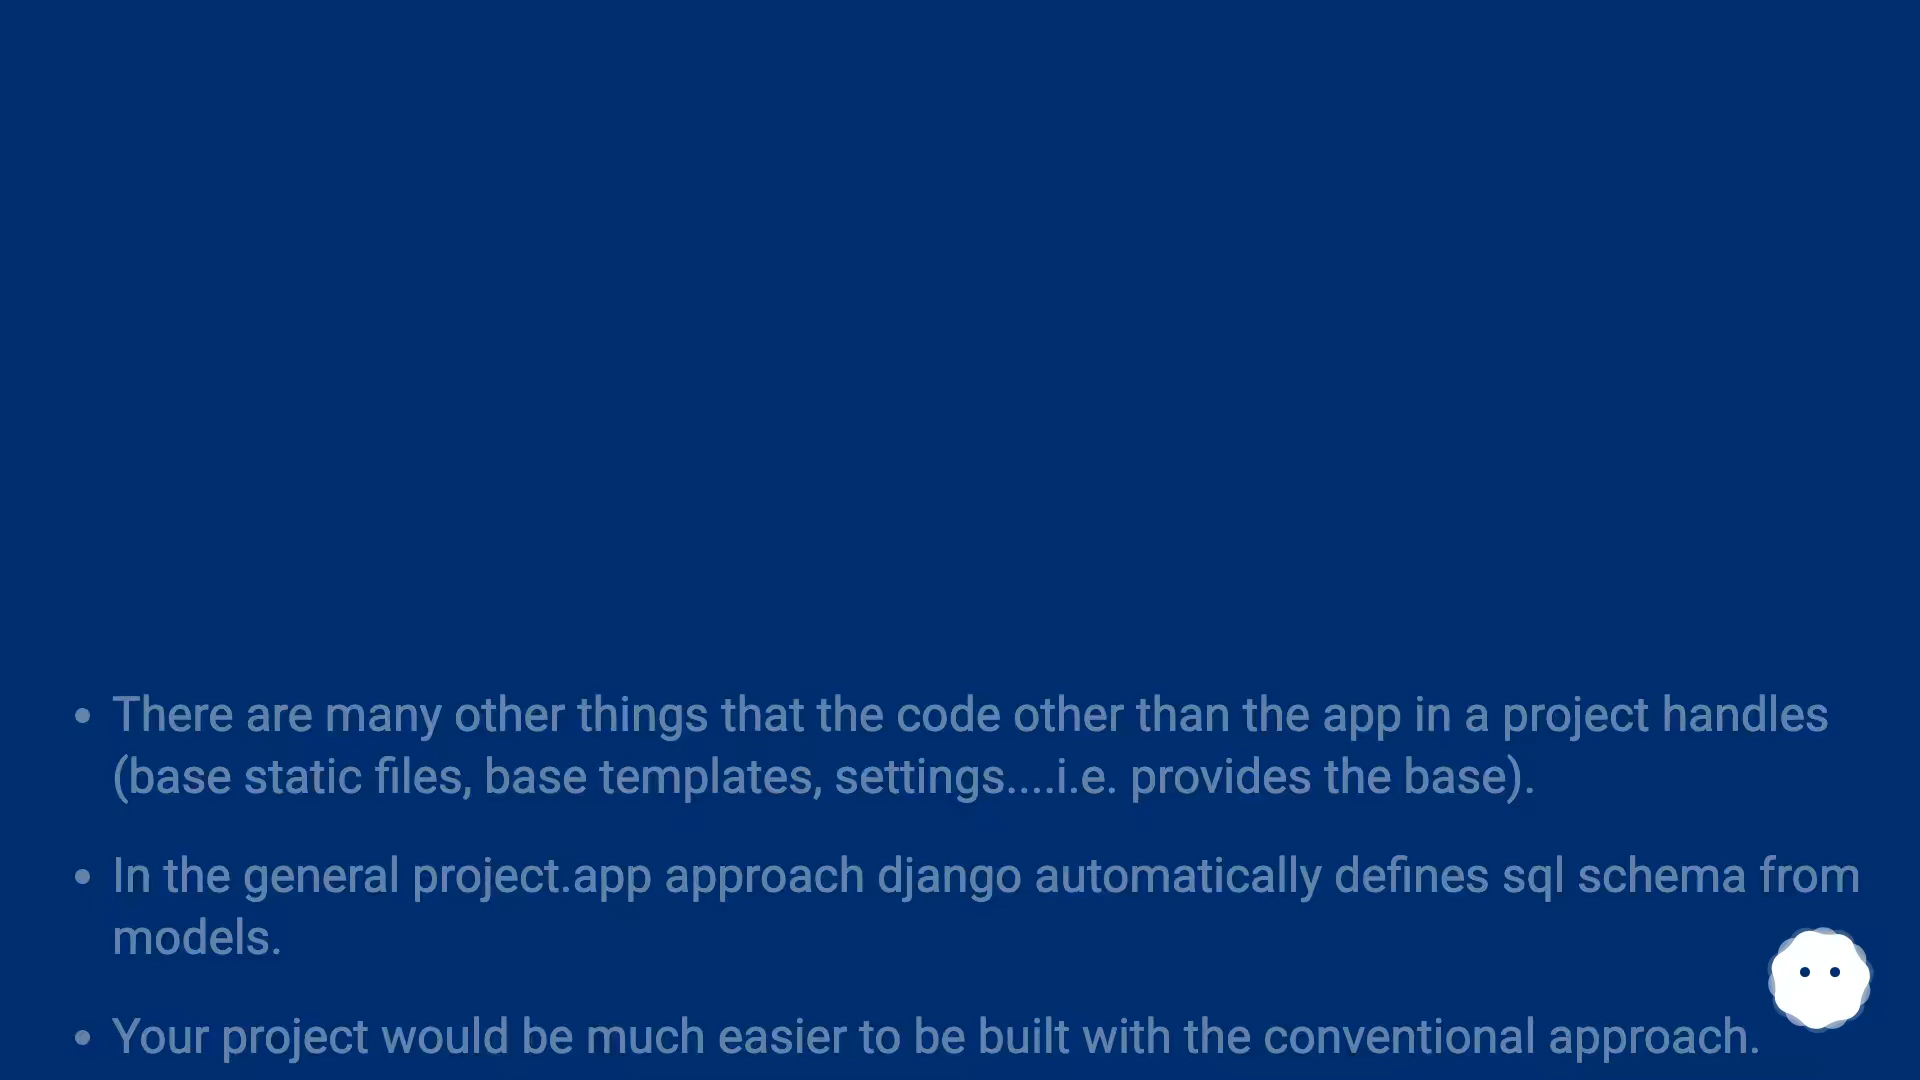 • There are many other things that the code other than the app in a project handles
(base static files, base templates, settings....i.e. provides the base).
• In the general project.app approach django automatically defines sql schema from
models.
• Your project would be much easier to be built with the conventional approach.